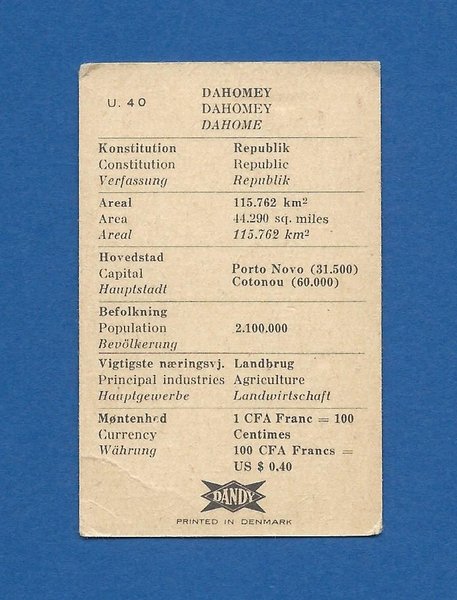 U. 40
DAHOMEY
DAHOMEY
DAHOME
Konstitution Republik
Constitution Republic
Verfassung Republik
Areal 115.762 km²
Area 44.290 sq. miles
Areal 115.762 km²
Hovedstad
Capital Porto Novo (31.500)
Hauptstadt Cotonou (60.000)
Befolkning
Population 2.100.000
Bevölkerung
Vigtigste næringsvj. Landbrug
Principal industries Agriculture
Hauptgewerbe Landwirtschaft
Møntenhed 1 CFA Franc = 100
Currency Centimes
Währung 100 CFA Francs =
US $ 0,40
DANDY
PRINTED IN DENMARK